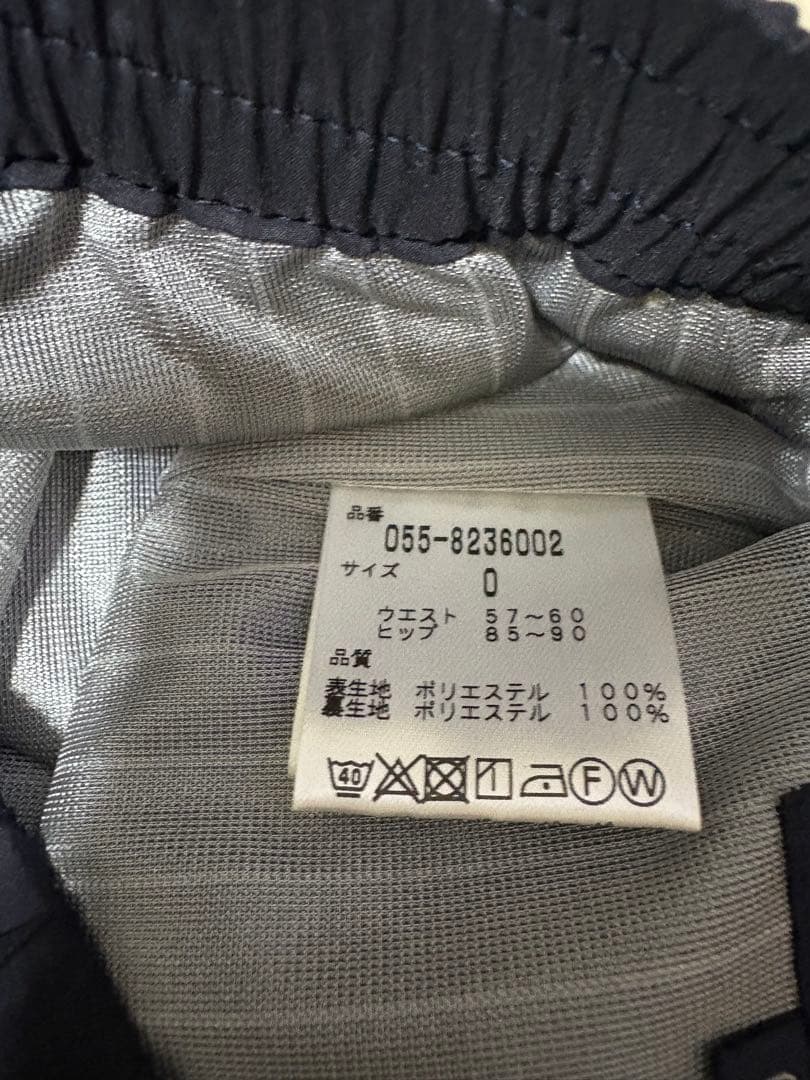 品番
055-8236002
サイズ
0
ウエスト 57～60
ヒップ 85～90
品質
表生地 ポリエステル 100%
裏生地 ポリエステル 100%
40 F W